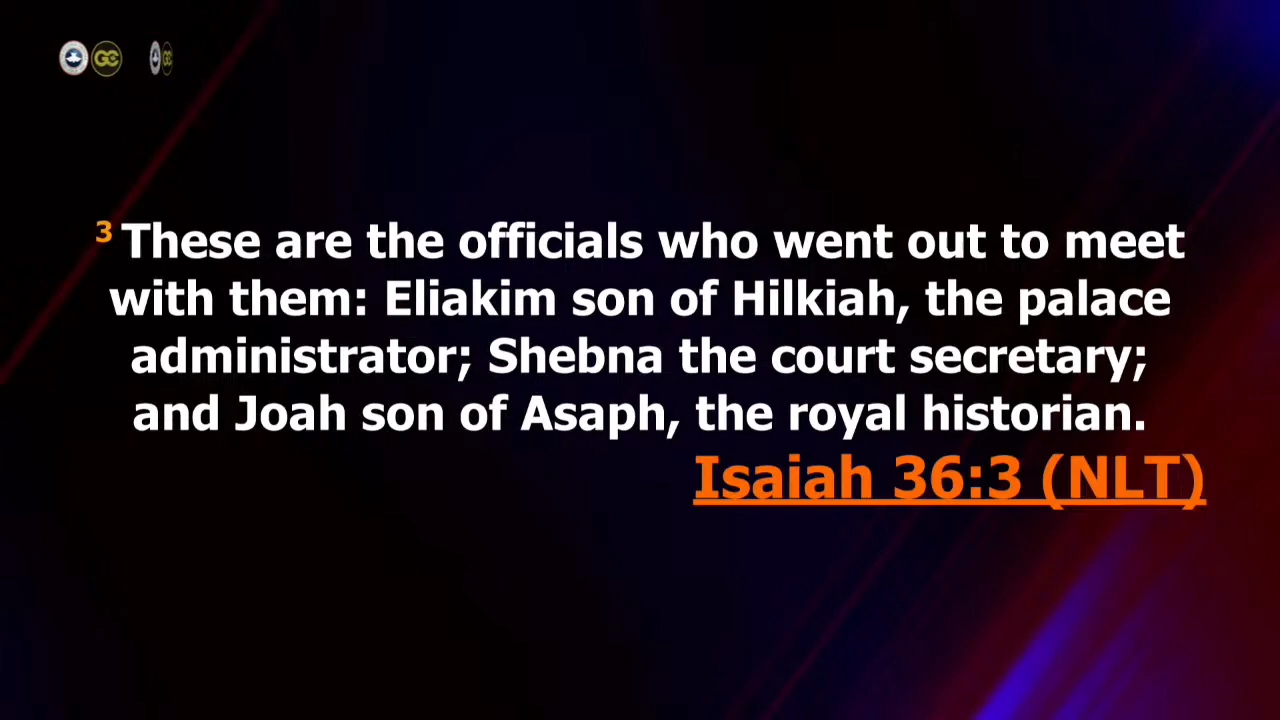 3 These are the officials who went out to meet
with them: Eliakim son of Hilkiah, the palace
administrator; Shebna the court secretary;
and Joah son of Asaph, the royal historian.
Isaiah 36:3 (NLT)